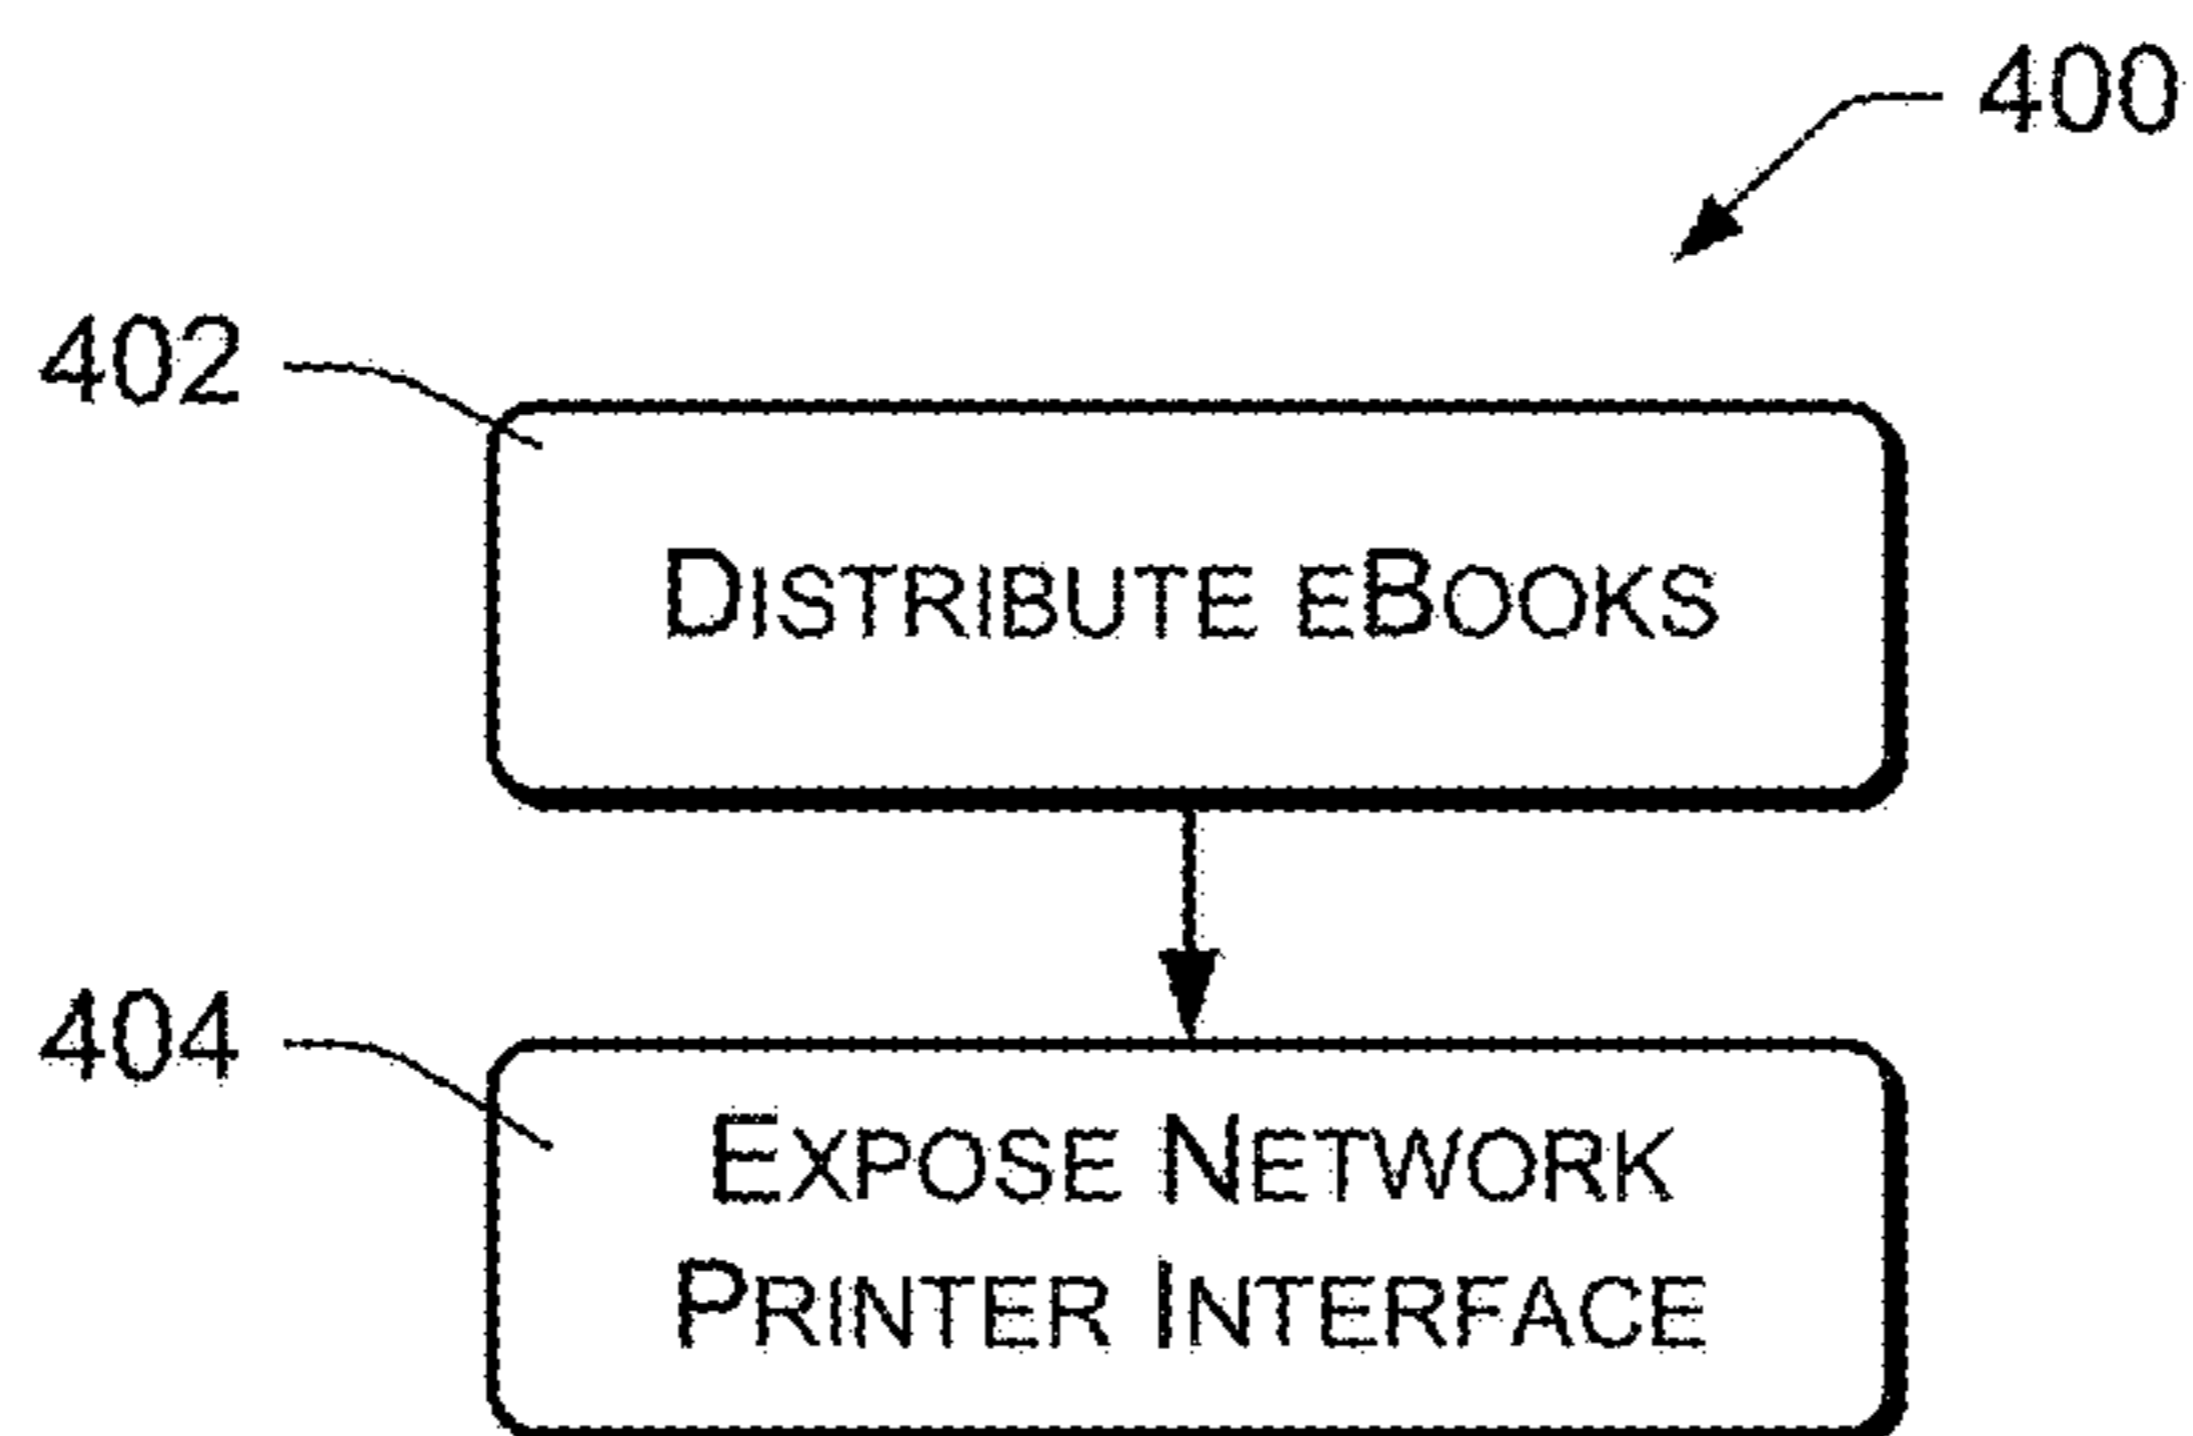 400
402
DISTRIBUTE EBOOKS
404
EXPOSE NETWORK
PRINTER INTERFACE